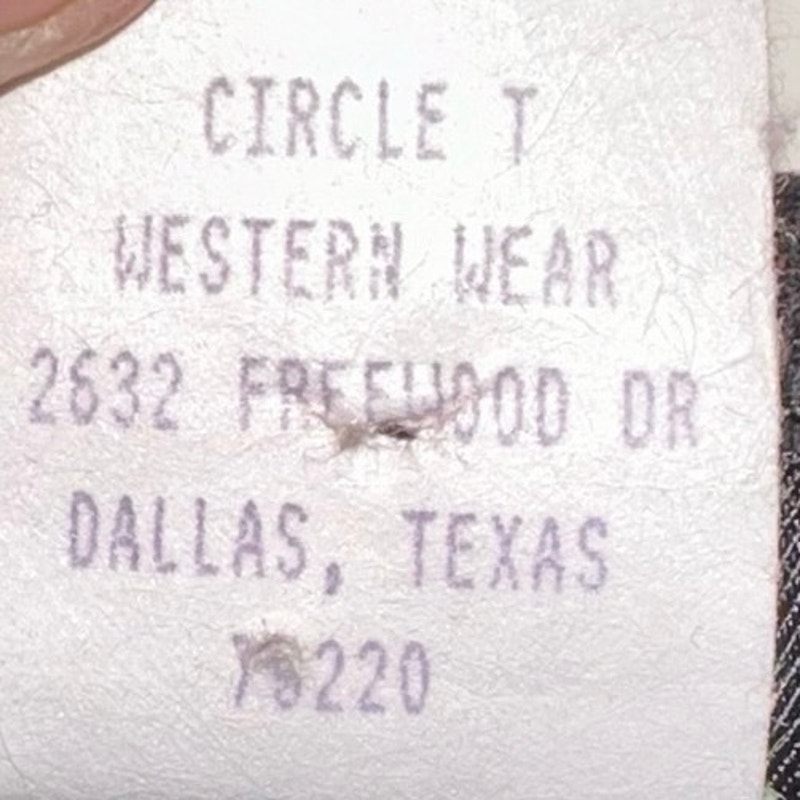 CIRCLE T
WESTERN WEAR
2632 FREEWOOD DR
DALLAS, TEXAS
75220